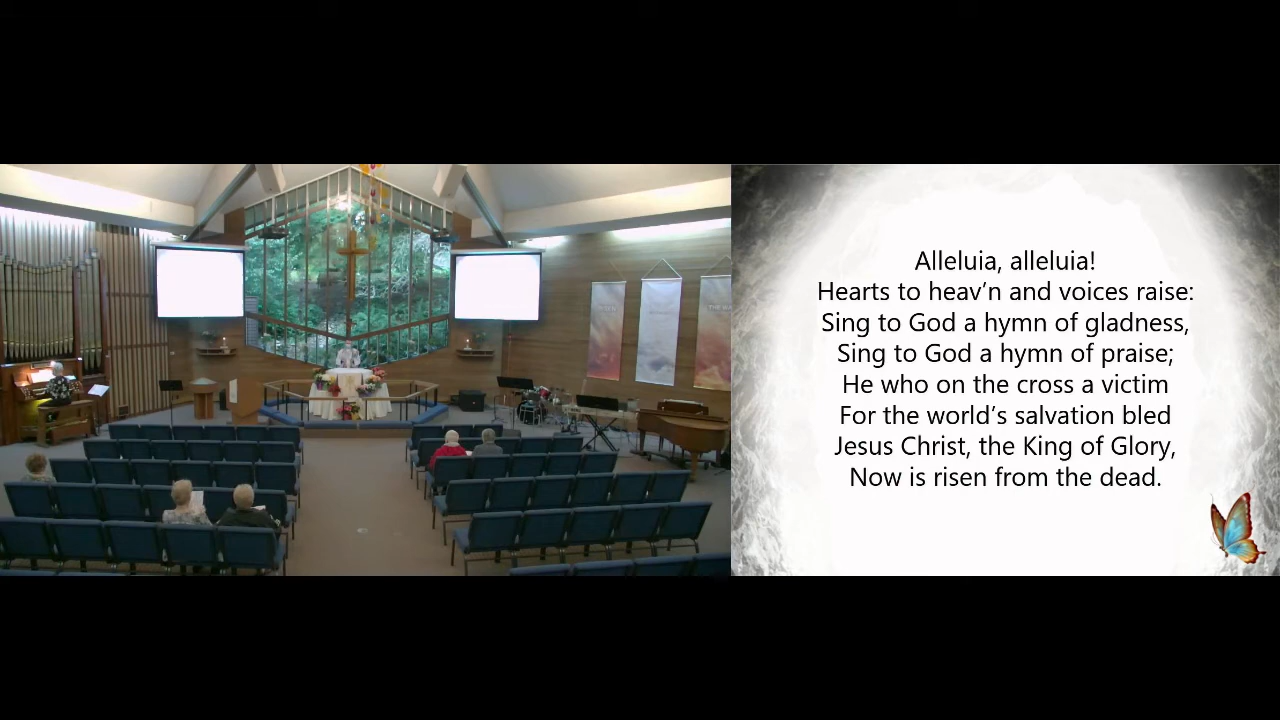 Alleluia, alleluia!
Hearts to heav’n and voices raise:
Sing to God a hymn of gladness,
Sing to God a hymn of praise;
He who on the cross a victim
For the world’s salvation bled
Jesus Christ, the King of Glory,
Now is risen from the dead.